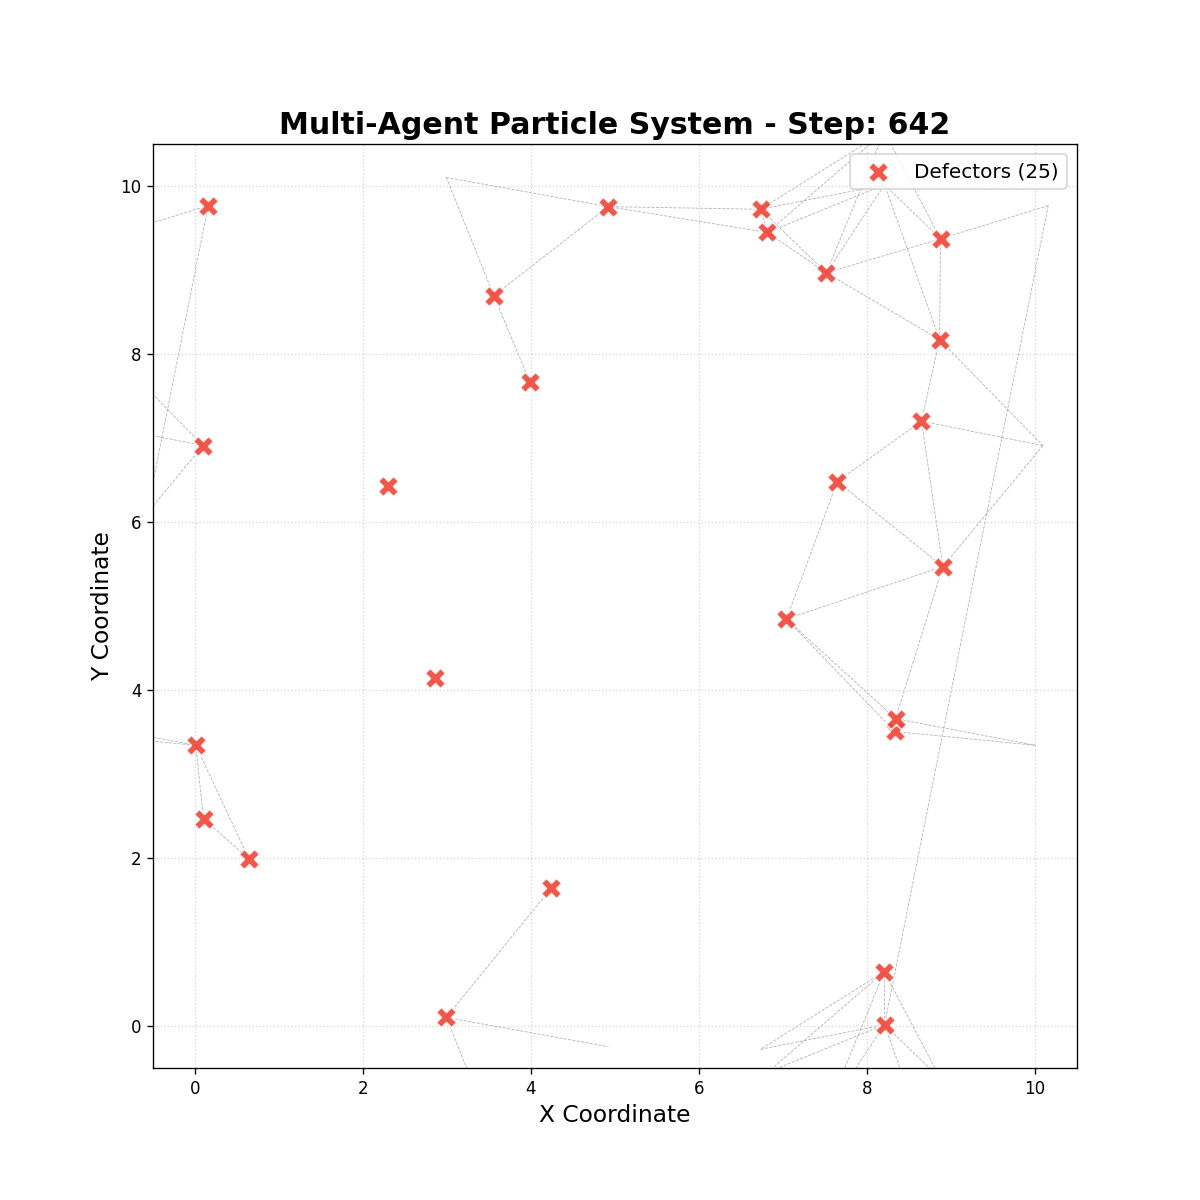 Multi-Agent Particle System - Step: 642
Defectors (25)
10
8
6
4
2
0
Y Coordinate
0 2 4 6 8 10
X Coordinate